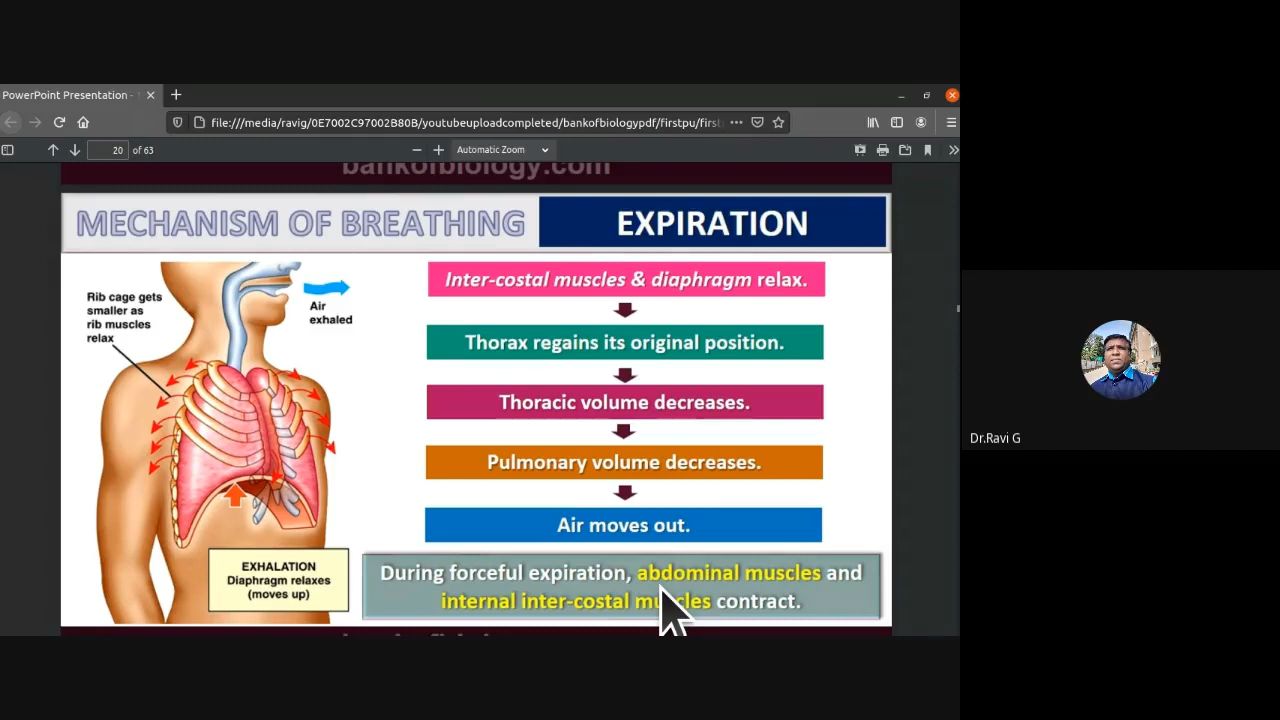 PowerPoint Presentation -
file:///media/ravig/0E7002C97002B80B/youtubeuploadcompleted/bankofbiologypdf/firstpu/first
20 of 63
Automatic Zoom
bankofbiology.com
MECHANISM OF BREATHING
EXPIRATION
Rib cage gets
smaller as
rib muscles
relax
Air
exhaled
Inter-costal muscles & diaphragm relax.
Thorax regains its original position.
Thoracic volume decreases.
Pulmonary volume decreases.
Air moves out.
EXHALATION
Diaphragm relaxes
(moves up)
During forceful expiration, abdominal muscles and
internal inter-costal muscles contract.
Dr.Ravi G